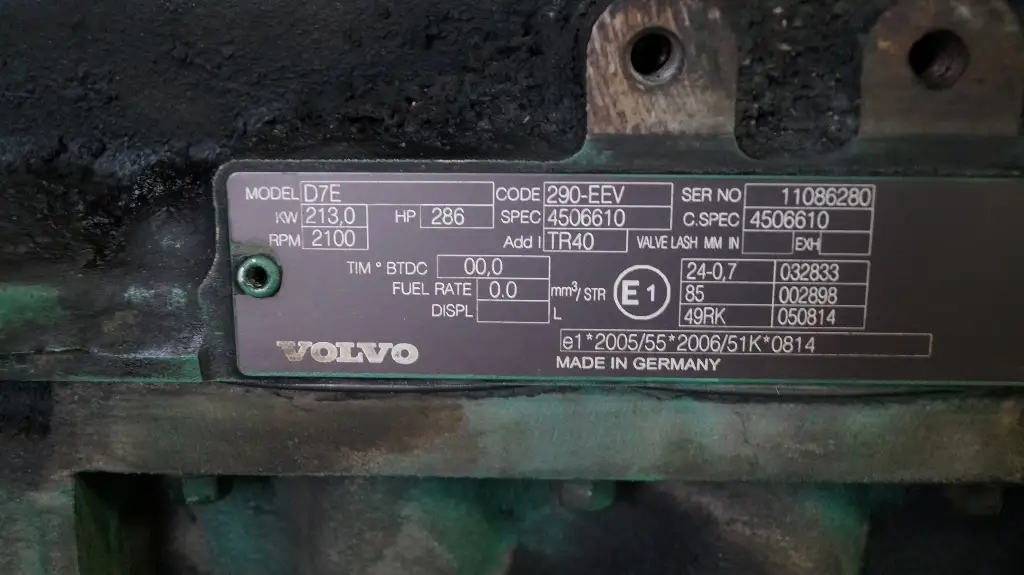 MODEL D7E CODE 290-EEV SER NO 11086280
KW 213,0 HP 286 SPEC 4506610 C.SPEC 4506610
RPM 2100 Add I TR40 VALVE LASH MM IN EXH
TIM ° BTDC 00,0 24-0,7 032833
FUEL RATE 0.0 mm³/STR E1 85 002898
DISPL L 49RK 050814
VOLVO e1*2005/55*2006/51K*0814
MADE IN GERMANY